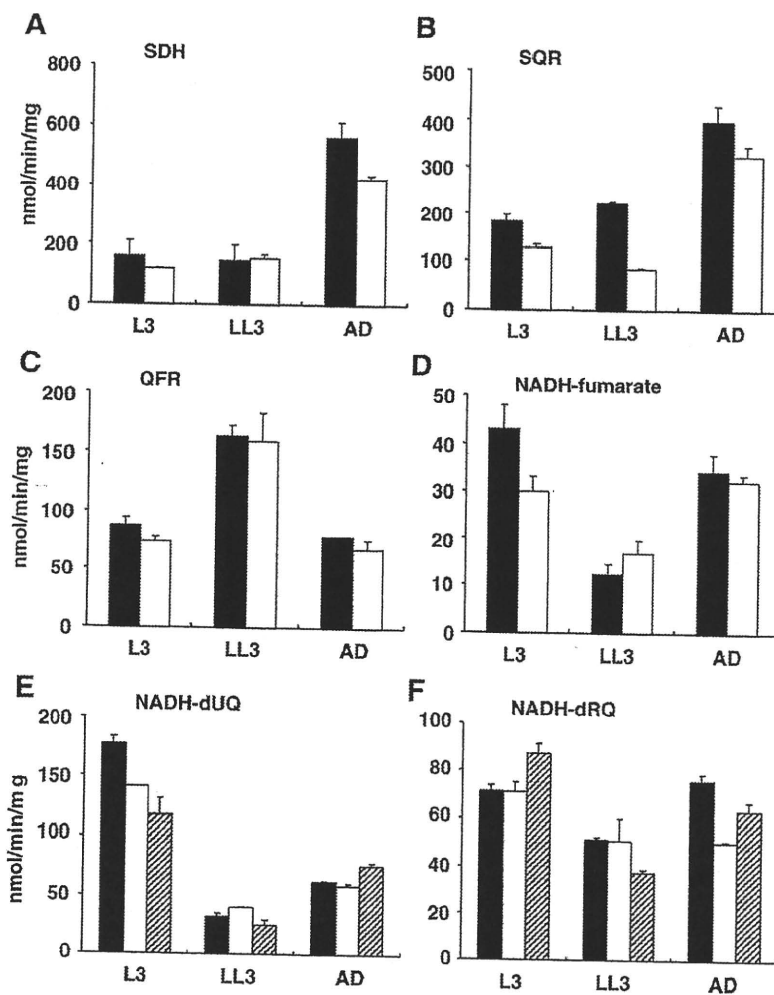 A
SDH
nmol/min/mg
800
600
400
200
0
L3 LL3 AD
B
SQR
500
400
300
200
100
0
L3 LL3 AD
C
QFR
nmol/min/mg
200
150
100
50
0
L3 LL3 AD
D
NADH-fumarate
50
40
30
20
10
0
L3 LL3 AD
E
NADH-dUQ
nmol/min/mg
200
150
100
50
0
L3 LL3 AD
F
NADH-dRQ
100
80
60
40
20
0
L3 LL3 AD